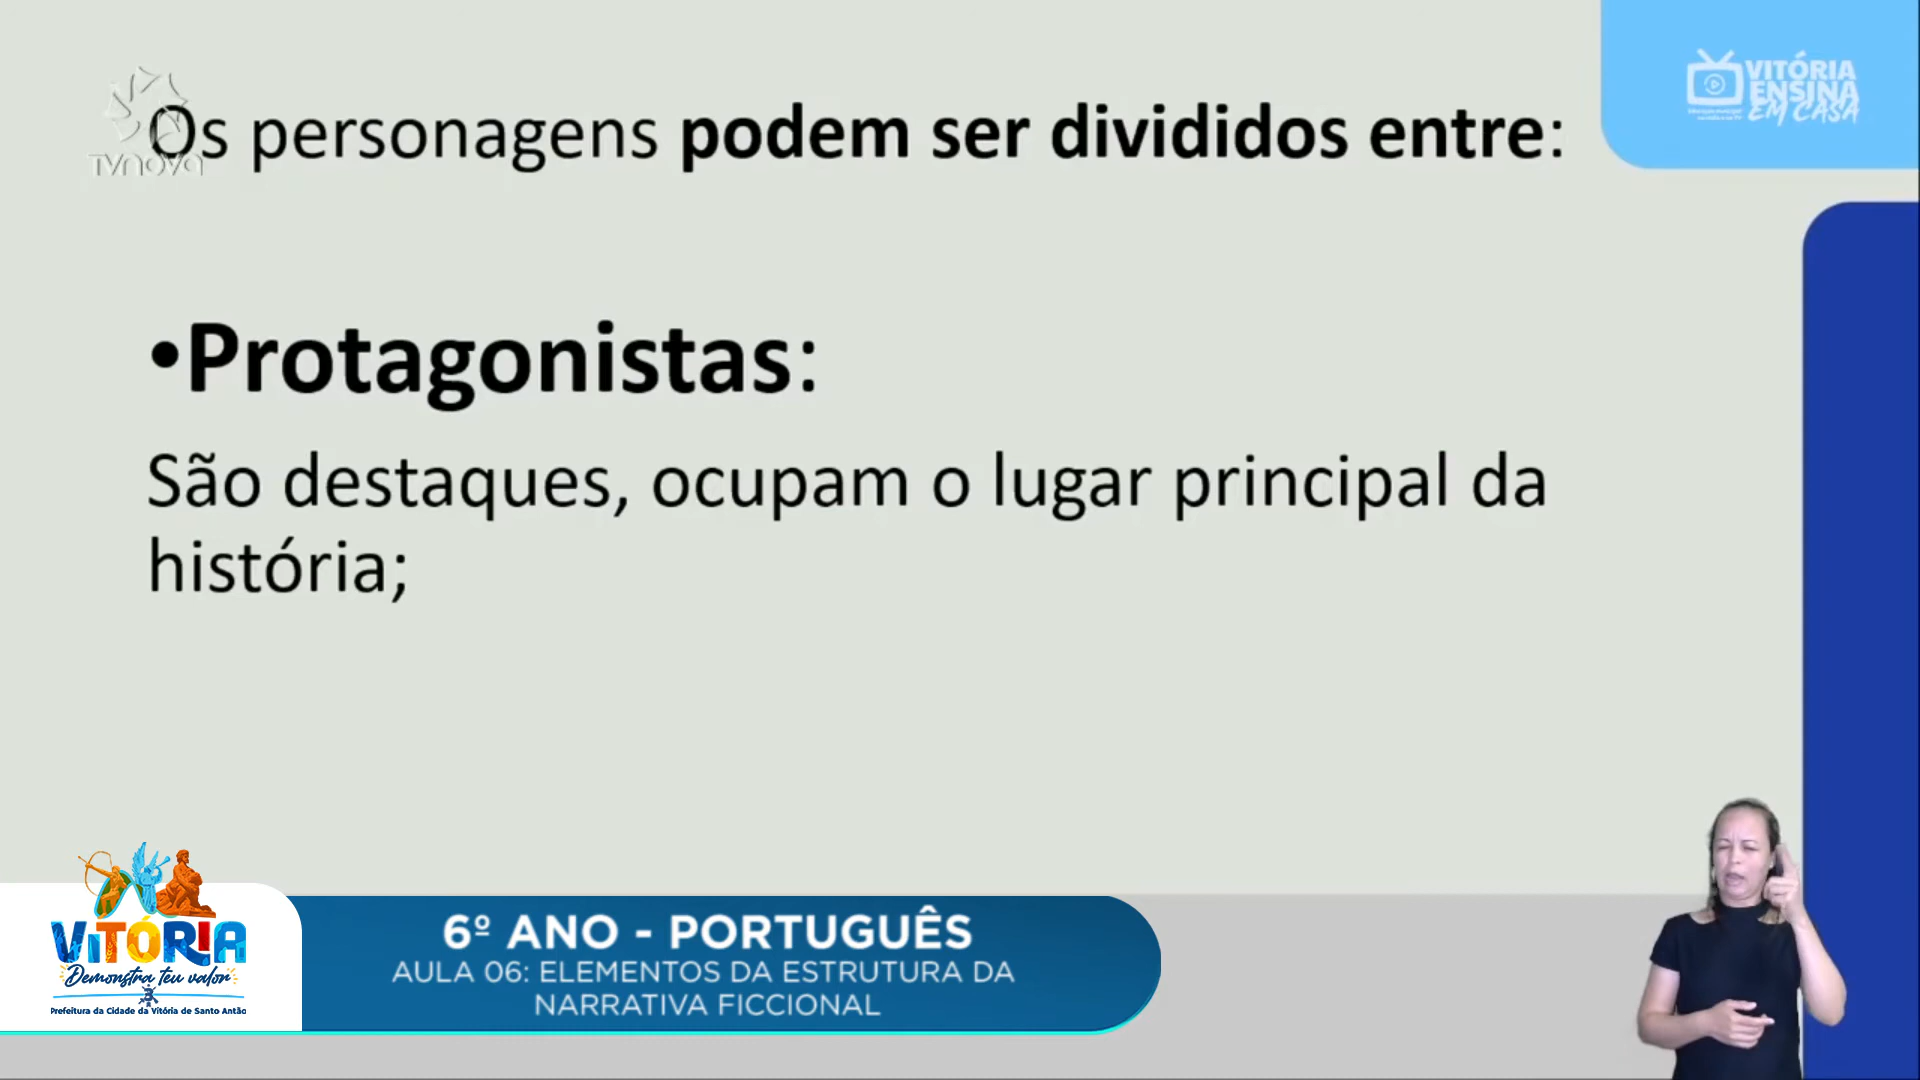 TVNOVA
VITÓRIA
ENSINA
EM CASA
Os personagens podem ser divididos entre:
•Protagonistas:
São destaques, ocupam o lugar principal da
história;
VITÓRIA
Demonstra teu valor
Prefeitura da Cidade da Vitória de Santo Antão
6º ANO - PORTUGUÊS
AULA 06: ELEMENTOS DA ESTRUTURA DA
NARRATIVA FICCIONAL